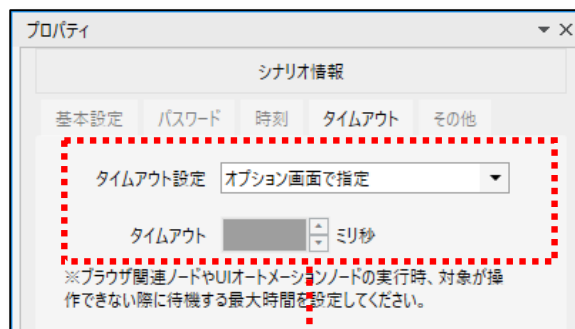 プロパティ
シナリオ情報
基本設定 パスワード 時刻 タイムアウト その他
タイムアウト設定 オプション画面で指定
タイムアウト ミリ秒
※ブラウザ関連ノードやUIオートメーションノードの実行時、対象が操
作できない際に待機する最大時間を設定してください。